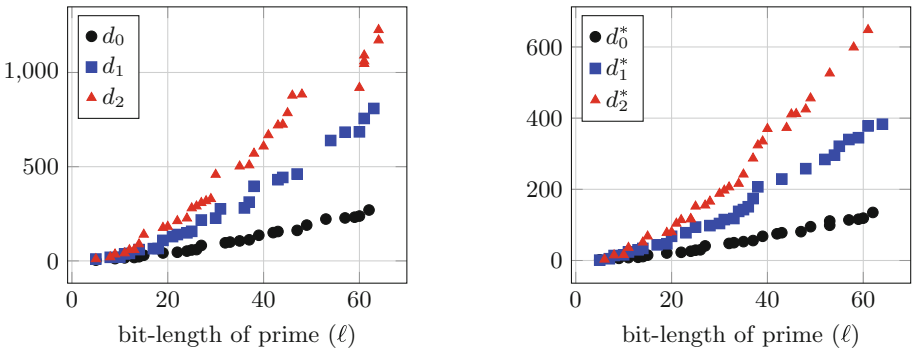 d₀
d₁
d₂
1,000
500
0
0 20 40 60
bit-length of prime (ℓ)
d₀*
d₁*
d₂*
600
400
200
0
0 20 40 60
bit-length of prime (ℓ)